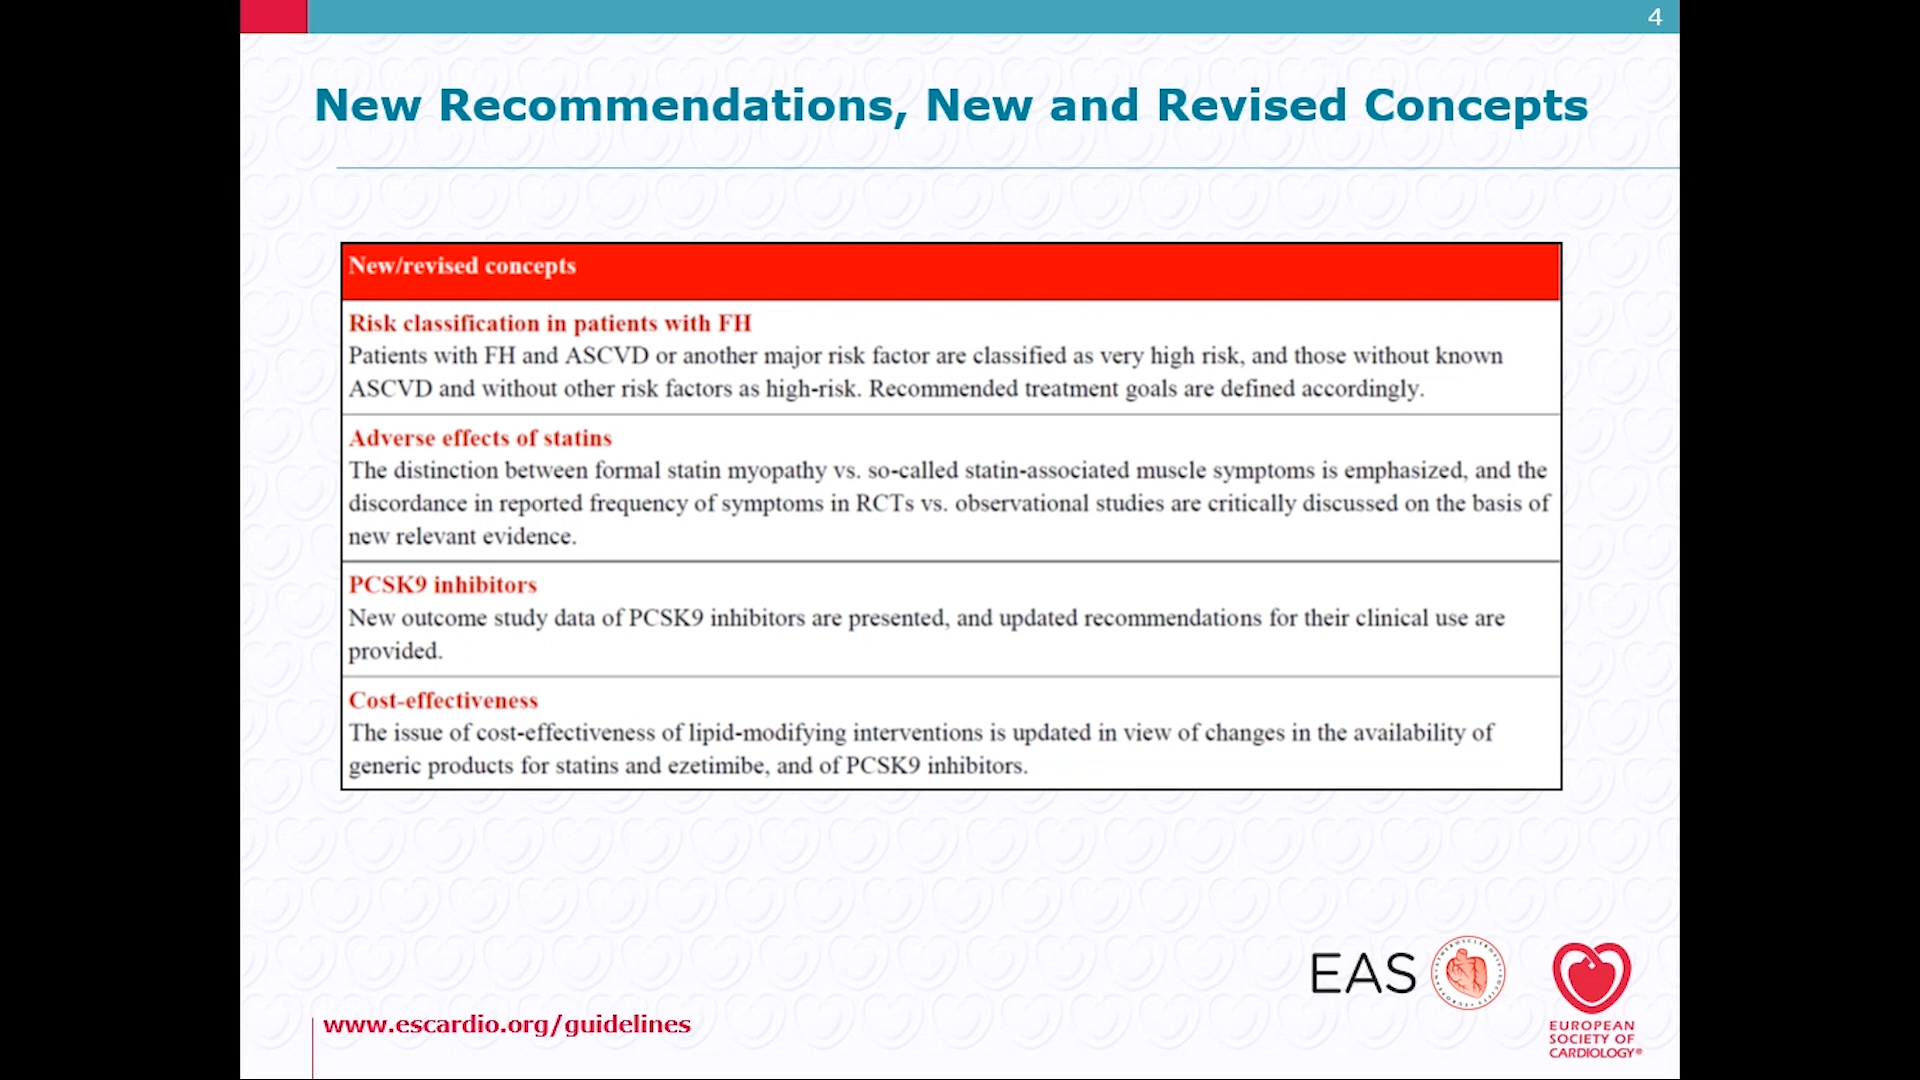 4
New Recommendations, New and Revised Concepts
New/revised concepts
Risk classification in patients with FH
Patients with FH and ASCVD or another major risk factor are classified as very high risk, and those without known
ASCVD and without other risk factors as high-risk. Recommended treatment goals are defined accordingly.
Adverse effects of statins
The distinction between formal statin myopathy vs. so-called statin-associated muscle symptoms is emphasized, and the
discordance in reported frequency of symptoms in RCTs vs. observational studies are critically discussed on the basis of
new relevant evidence.
PCSK9 inhibitors
New outcome study data of PCSK9 inhibitors are presented, and updated recommendations for their clinical use are
provided.
Cost-effectiveness
The issue of cost-effectiveness of lipid-modifying interventions is updated in view of changes in the availability of
generic products for statins and ezetimibe, and of PCSK9 inhibitors.
EAS
www.escardio.org/guidelines
EUROPEAN
SOCIETY OF
CARDIOLOGY®